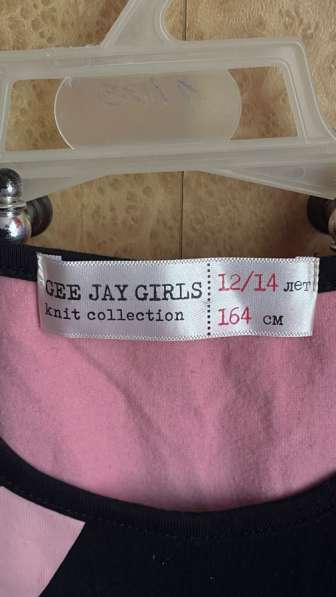 GEE JAY GIRLS
knit collection
12/14 лет
164 см